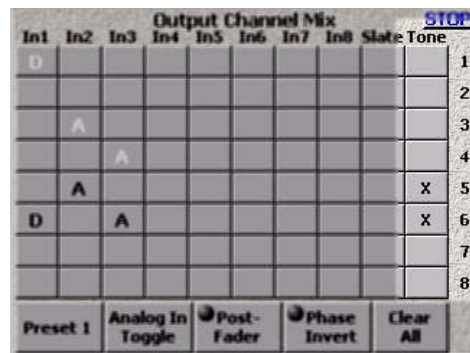 Output Channel Mix STOP
In1 In2 In3 In4 In5 In6 In7 In8 Slate Tone
D 1
2
A 3
A 4
A X 5
D A X 6
7
8
Preset 1 Analog In Toggle Post-Fader Phase Invert Clear All